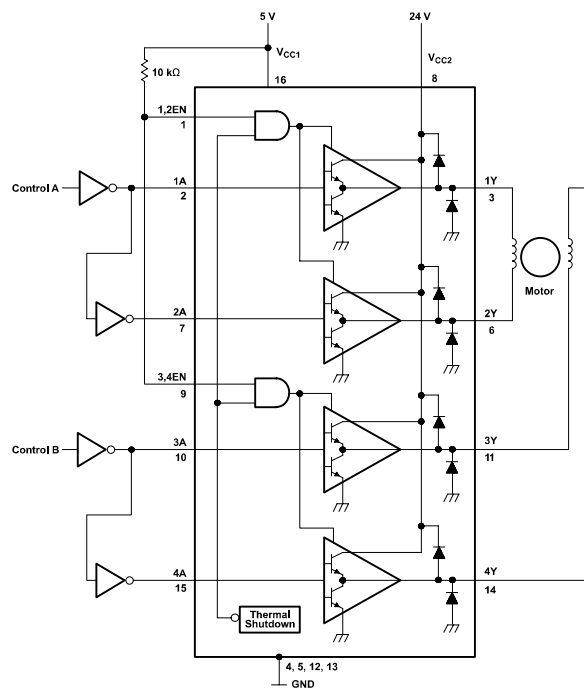 5 V
24 V
VCC1
VCC2
10 kΩ
16
8
1,2EN
1
Control A
1A
2
1Y
3
Motor
2A
7
2Y
6
3,4EN
9
Control B
3A
10
3Y
11
4A
15
4Y
14
Thermal
Shutdown
4, 5, 12, 13
GND